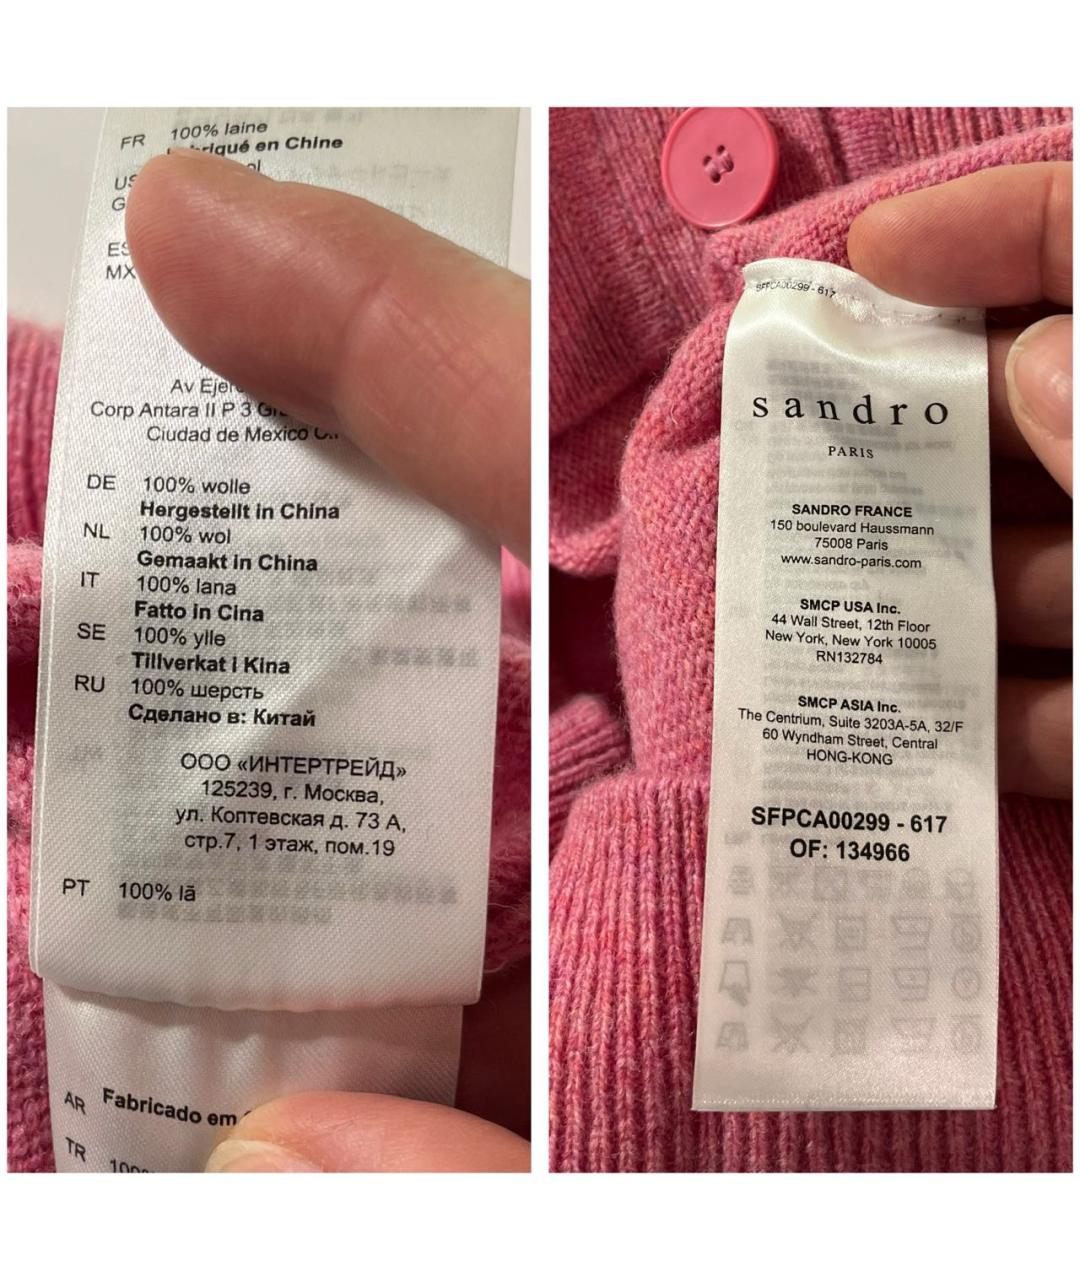 FR 100% laine
en Chine
US
G
ES
MX
Av
Corp Antara II P 3
Ciudad de Mexico
DE 100% wolle
Hergestellt in China
NL 100% wol
Gemaakt in China
IT 100% lana
Fatto in Cina
SE 100% ylle
Tillverkat i Kina
RU 100% шерсть
Сделано в: Китай
ООО «ИНТЕРТРЕЙД»
125239, г. Москва,
ул. Коптевская д. 73 А,
стр.7, 1 этаж, пом.19
PT 100% lã
AR Fabricado em
TR
SFPCA00299 - 617
sandro
PARIS
SANDRO FRANCE
150 boulevard Haussmann
75008 Paris
www.sandro-paris.com
SMCP USA Inc.
44 Wall Street, 12th Floor
New York, New York 10005
RN132784
SMCP ASIA Inc.
The Centrium, Suite 3203A-5A, 32/F
60 Wyndham Street, Central
HONG-KONG
SFPCA00299 - 617
OF: 134966